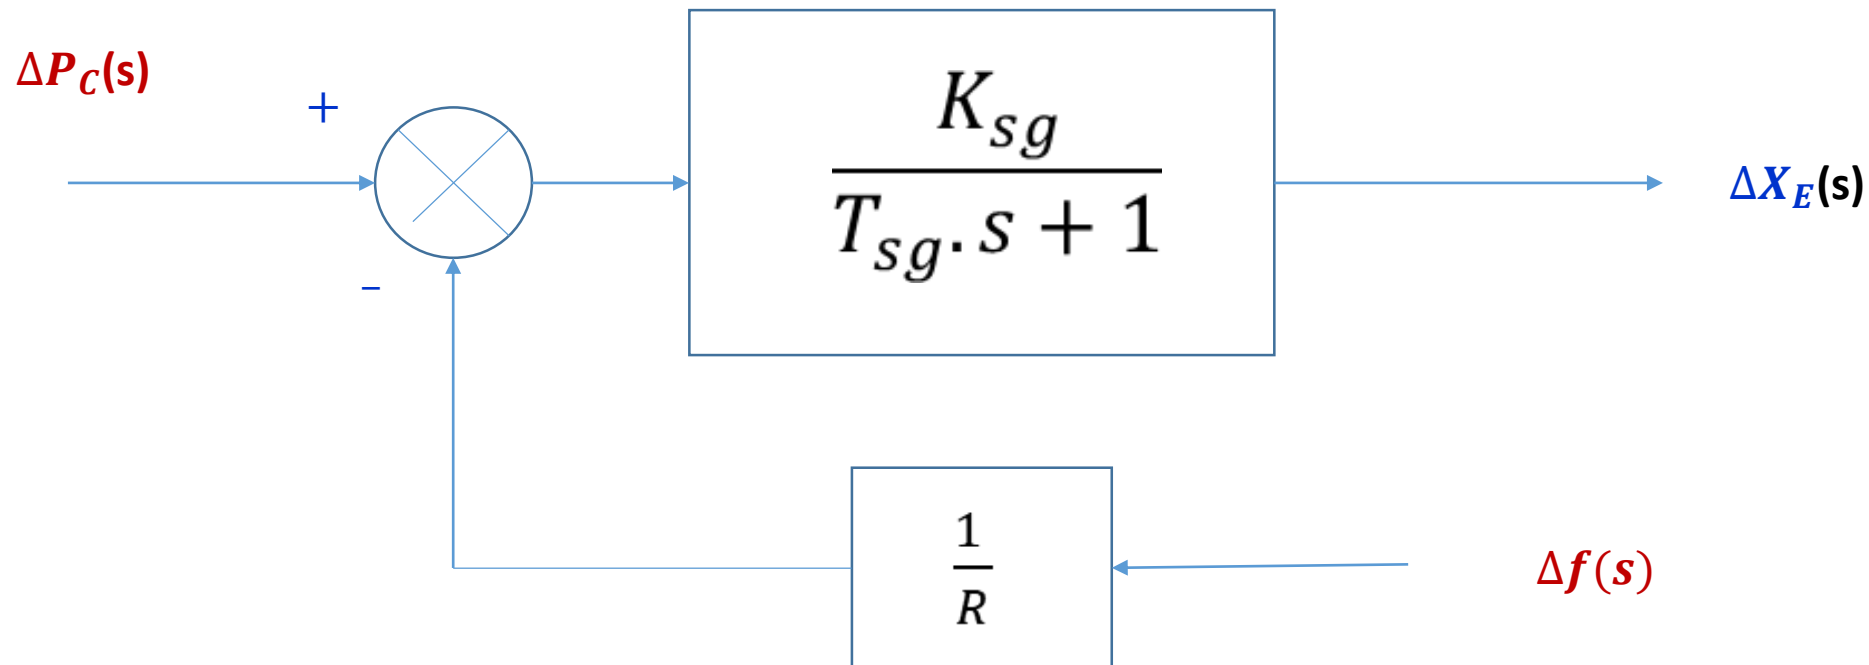 ΔP_C(s)
+
K_sg
T_sg. s + 1
ΔX_E(s)
-
1
R
Δf(s)